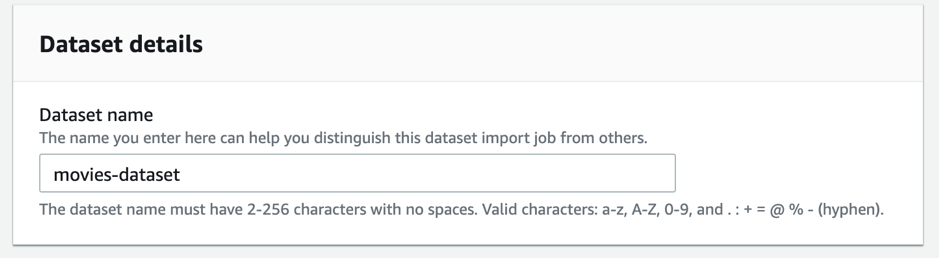 Dataset details
Dataset name
The name you enter here can help you distinguish this dataset import job from others.
movies-dataset
The dataset name must have 2-256 characters with no spaces. Valid characters: a-z, A-Z, 0-9, and . : + = @ % - (hyphen).